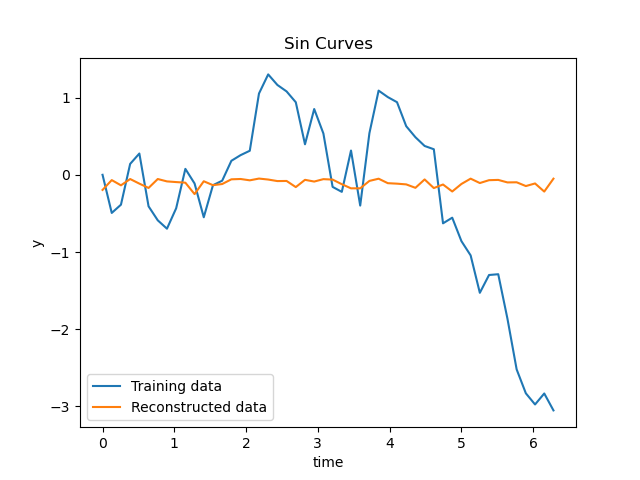 Sin Curves
y
1
0
−1
−2
−3
Training data
Reconstructed data
0 1 2 3 4 5 6
time